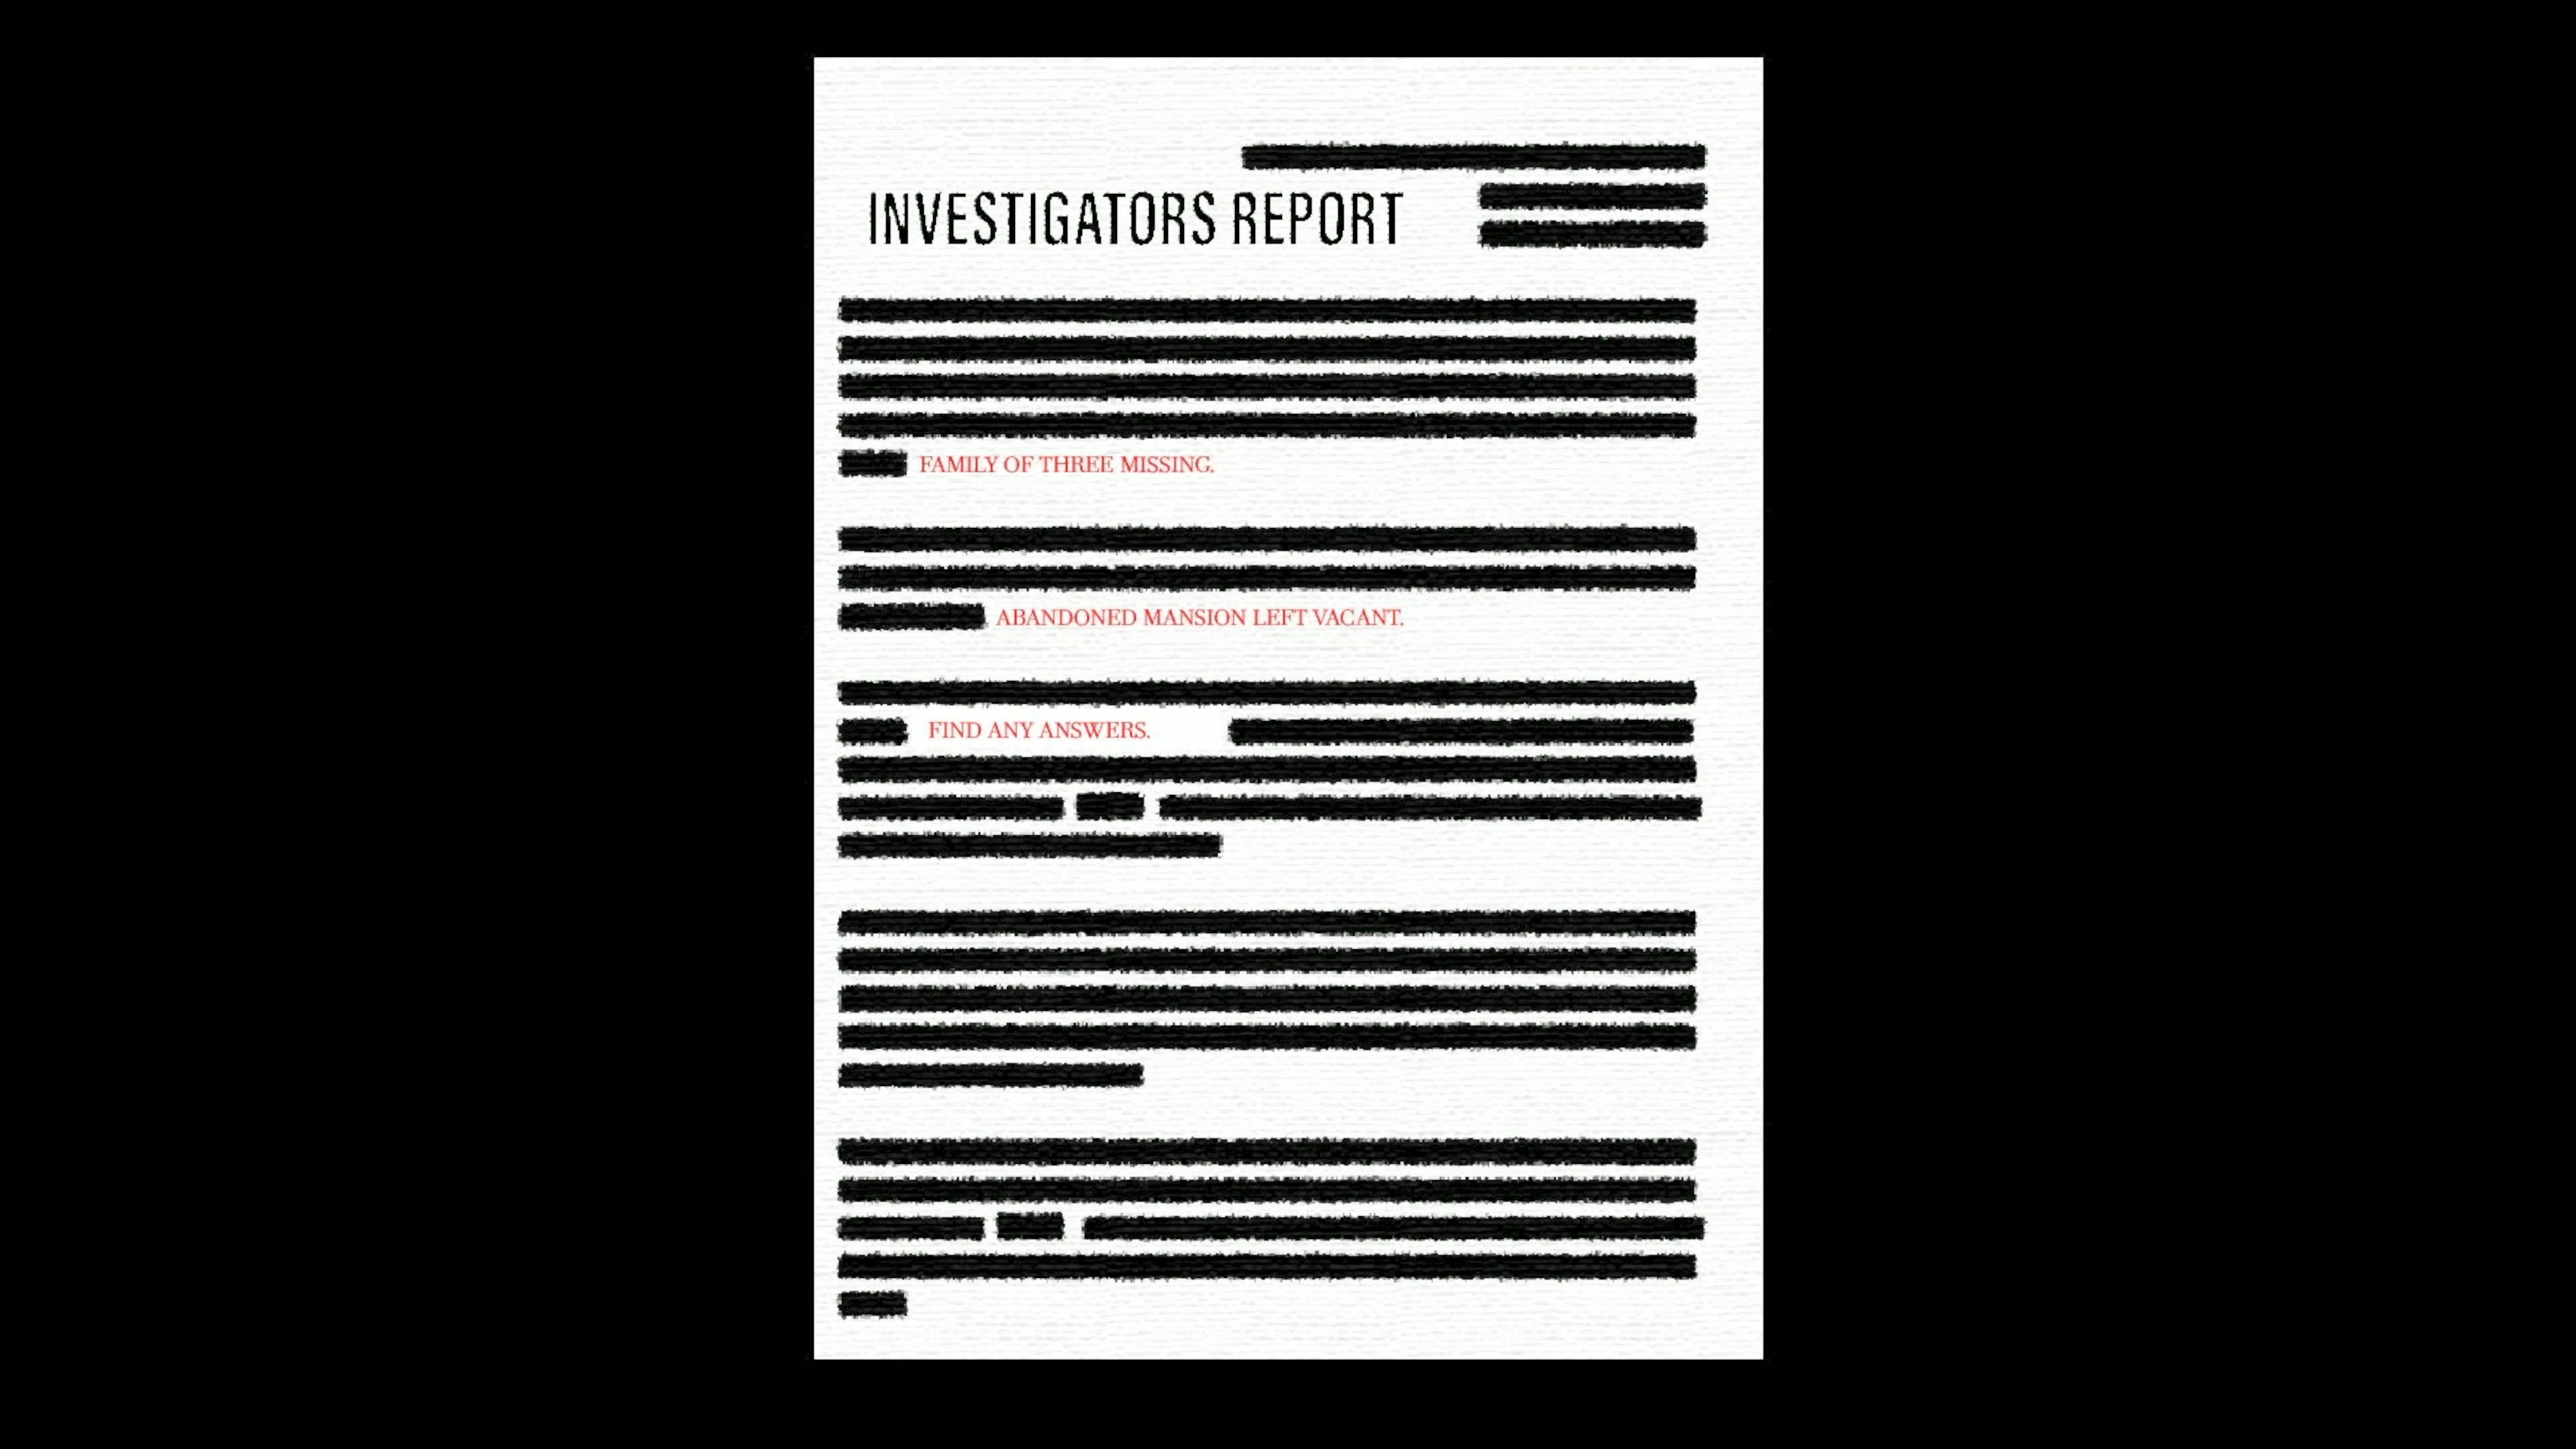 INVESTIGATORS REPORT
FAMILY OF THREE MISSING.
ABANDONED MANSION LEFT VACANT.
FIND ANY ANSWERS.